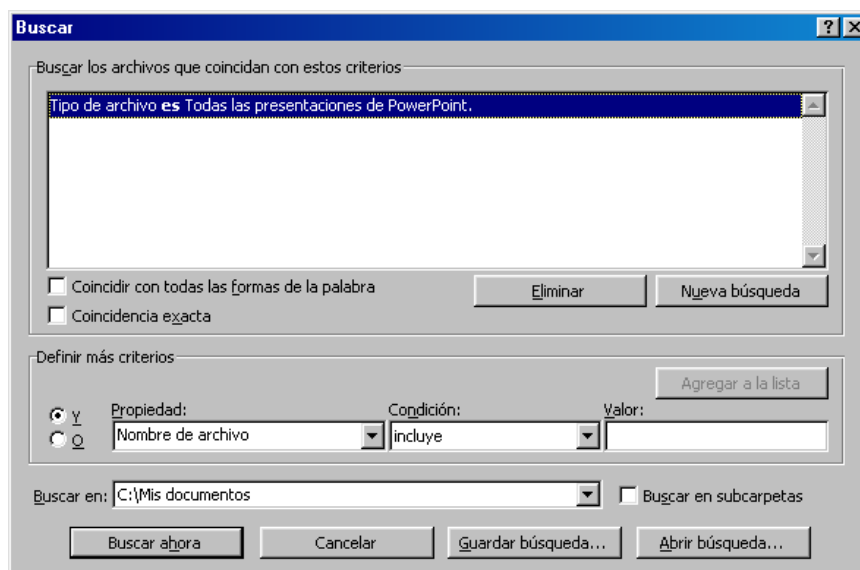 Buscar
Buscar los archivos que coincidan con estos criterios
Tipo de archivo es Todas las presentaciones de PowerPoint.
Coincidir con todas las formas de la palabra
Eliminar
Nueva búsqueda
Coincidencia exacta
Definir más criterios
Agregar a la lista
Y
O
Propiedad:
Condición:
Valor:
Nombre de archivo
incluye
Buscar en:
C:\Mis documentos
Buscar en subcarpetas
Buscar ahora
Cancelar
Guardar búsqueda...
Abrir búsqueda...